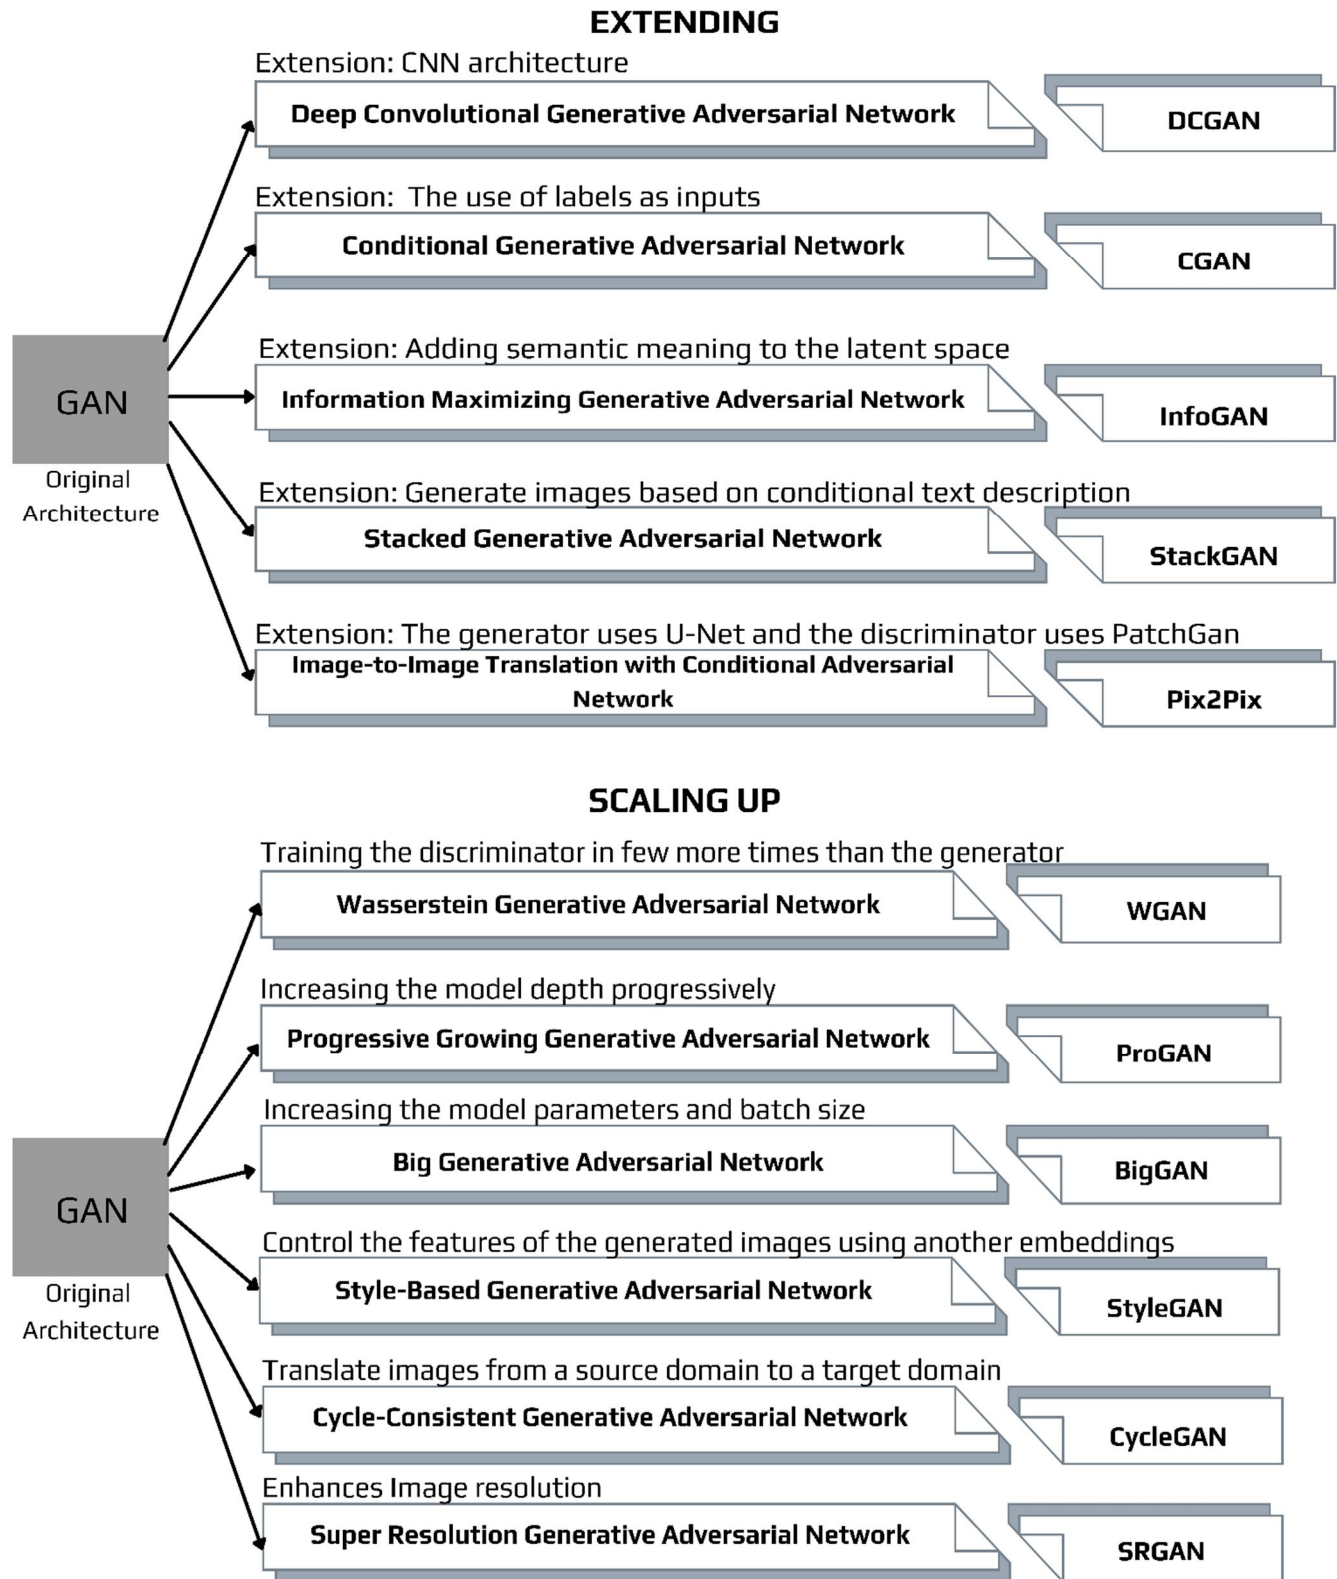 EXTENDING
Extension: CNN architecture
Deep Convolutional Generative Adversarial Network
DCGAN
Extension:  The use of labels as inputs
Conditional Generative Adversarial Network
CGAN
Extension: Adding semantic meaning to the latent space
Information Maximizing Generative Adversarial Network
InfoGAN
GAN
Original
Architecture
Extension: Generate images based on conditional text description
Stacked Generative Adversarial Network
StackGAN
Extension: The generator uses U-Net and the discriminator uses PatchGan
Image-to-Image Translation with Conditional Adversarial
Network
Pix2Pix
SCALING UP
Training the discriminator in few more times than the generator
Wasserstein Generative Adversarial Network
WGAN
Increasing the model depth progressively
Progressive Growing Generative Adversarial Network
ProGAN
Increasing the model parameters and batch size
Big Generative Adversarial Network
BigGAN
GAN
Original
Architecture
Control the features of the generated images using another embeddings
Style-Based Generative Adversarial Network
StyleGAN
Translate images from a source domain to a target domain
Cycle-Consistent Generative Adversarial Network
CycleGAN
Enhances Image resolution
Super Resolution Generative Adversarial Network
SRGAN